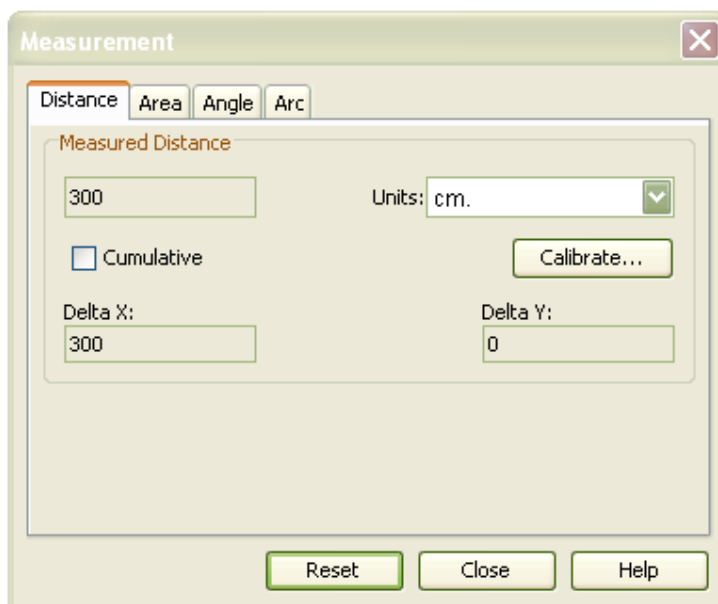 Measurement
Distance Area Angle Arc
Measured Distance
300 Units: cm.
Cumulative Calibrate...
Delta X: Delta Y:
300 0
Reset Close Help